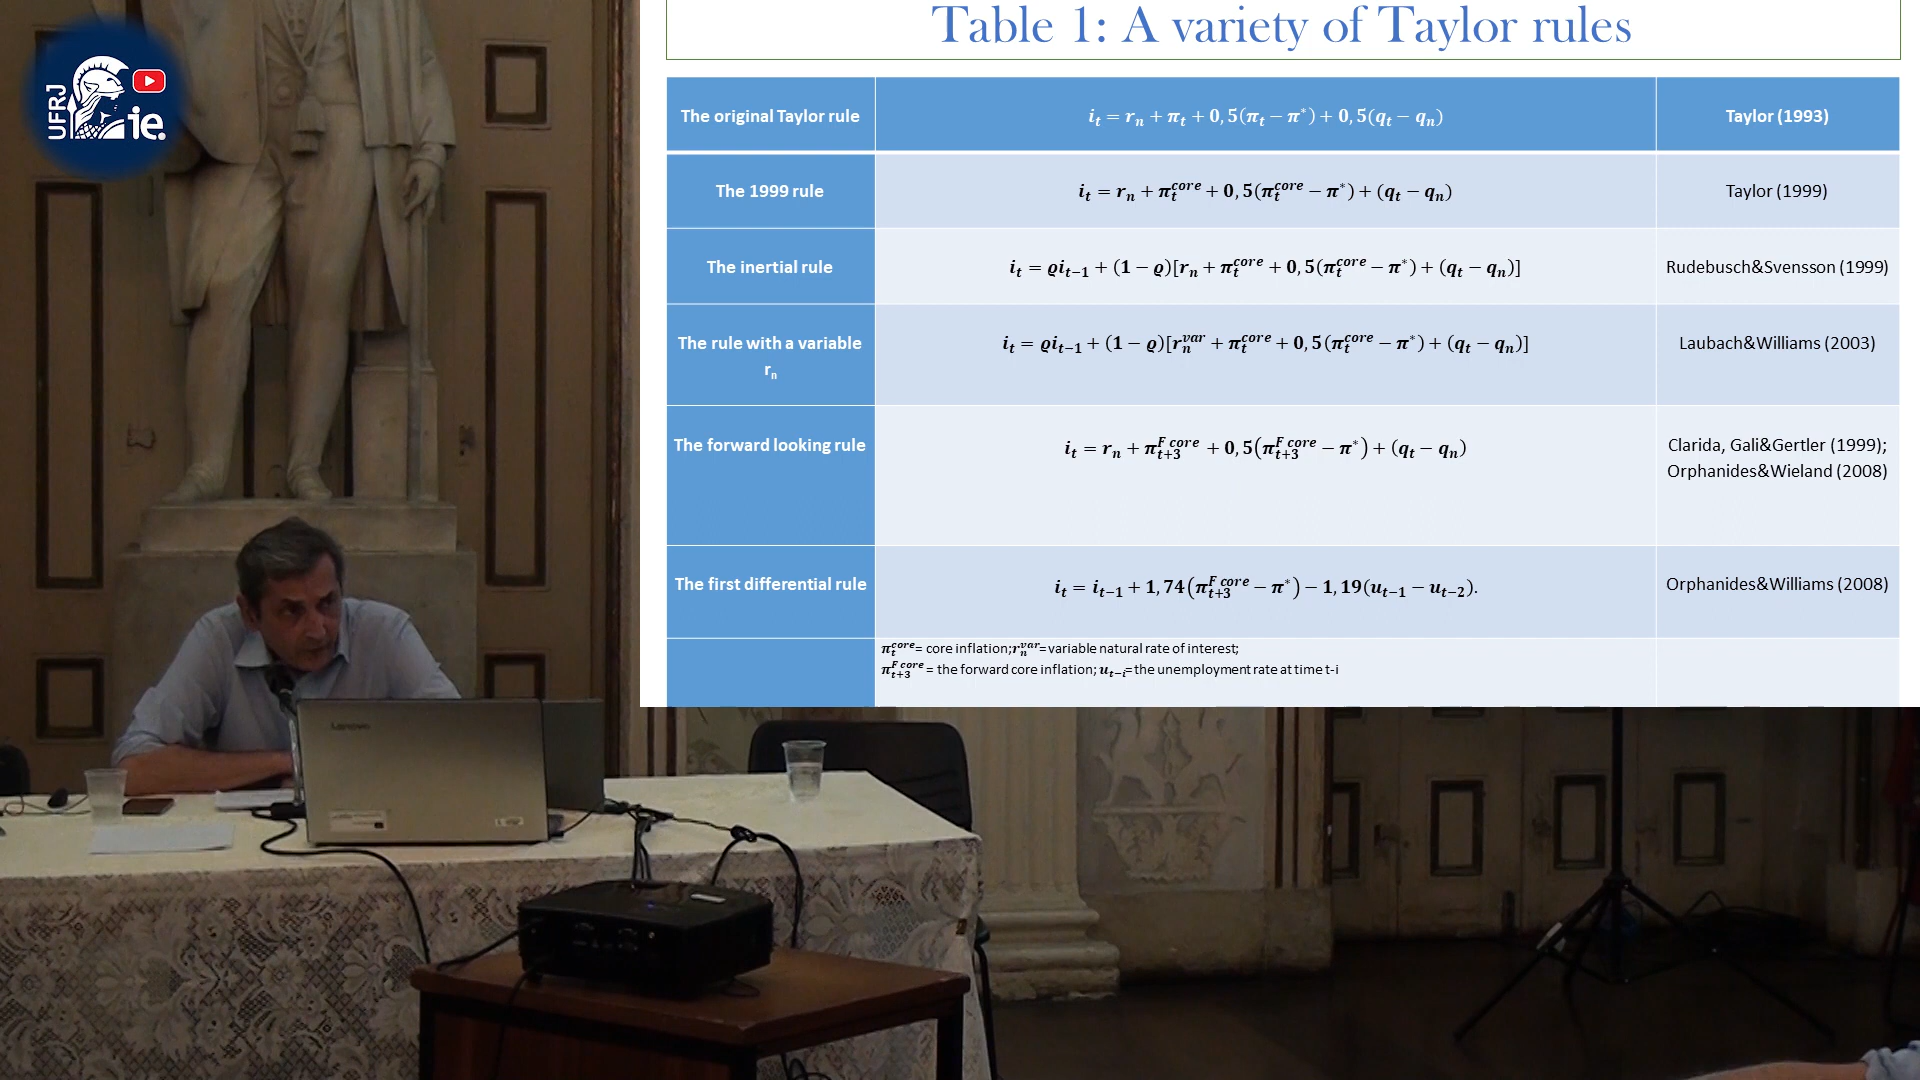 UFRJ
ie.
Table 1: A variety of Taylor rules
The original Taylor rule
i_t = r_n + π_t + 0,5(π_t − π*) + 0,5(q_t − q_n)
Taylor (1993)
The 1999 rule
i_t = r_n + π_t^core + 0,5(π_t^core − π*) + (q_t − q_n)
Taylor (1999)
The inertial rule
i_t = ϱi_{t−1} + (1 − ϱ)[r_n + π_t^core + 0,5(π_t^core − π*) + (q_t − q_n)]
Rudebusch&Svensson (1999)
The rule with a variable
r_n
i_t = ϱi_{t−1} + (1 − ϱ)[r_n^var + π_t^core + 0,5(π_t^core − π*) + (q_t − q_n)]
Laubach&Williams (2003)
The forward looking rule
i_t = r_n + π_{t+3}^{F core} + 0,5(π_{t+3}^{F core} − π*) + (q_t − q_n)
Clarida, Gali&Gertler (1999);
Orphanides&Wieland (2008)
The first differential rule
i_t = i_{t−1} + 1,74(π_{t+3}^{F core} − π*) − 1,19(u_{t−1} − u_{t−2}).
Orphanides&Williams (2008)
π_t^core= core inflation;r_n^var=variable natural rate of interest;
π_{t+3}^{F core} = the forward core inflation; u_{t−i}=the unemployment rate at time t-i
Lenovo